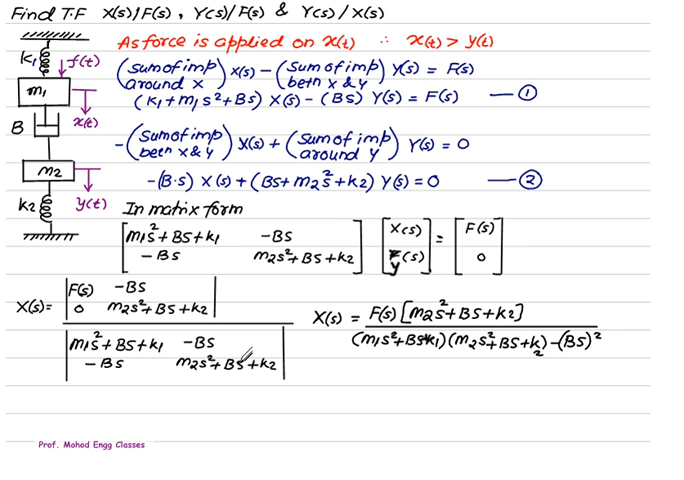 Find T.F X(s)/F(s), Y(s)/F(s) & Y(s)/X(s)
As force is applied on x(t) ∴ x(t) > y(t)
(Sum of imp around x) X(s) - (Sum of imp betn x & y) Y(s) = F(s)
(K1 + m1s² + Bs) X(s) - (Bs) Y(s) = F(s) — ①
- (Sum of imp betn x & y) X(s) + (Sum of imp around y) Y(s) = 0
-(B·s) X(s) + (Bs + m2s² + k2) Y(s) = 0 — ②
K1
f(t)
m1
x(t)
B
m2
k2
y(t)
In matrix form
[m1s² + Bs + k1 -Bs] [X(s)] = [F(s)]
[-Bs m2s² + Bs + k2] [Y(s)] [0]
X(s) = |F(s) -Bs|
|0 m2s² + Bs + k2|
|m1s² + Bs + k1 -Bs|
|-Bs m2s² + Bs + k2|
X(s) = F(s) [m2s² + Bs + k2]
(m1s² + Bs + k1)(m2s² + Bs + k2) - (Bs)²
Prof. Mohod Engg Classes